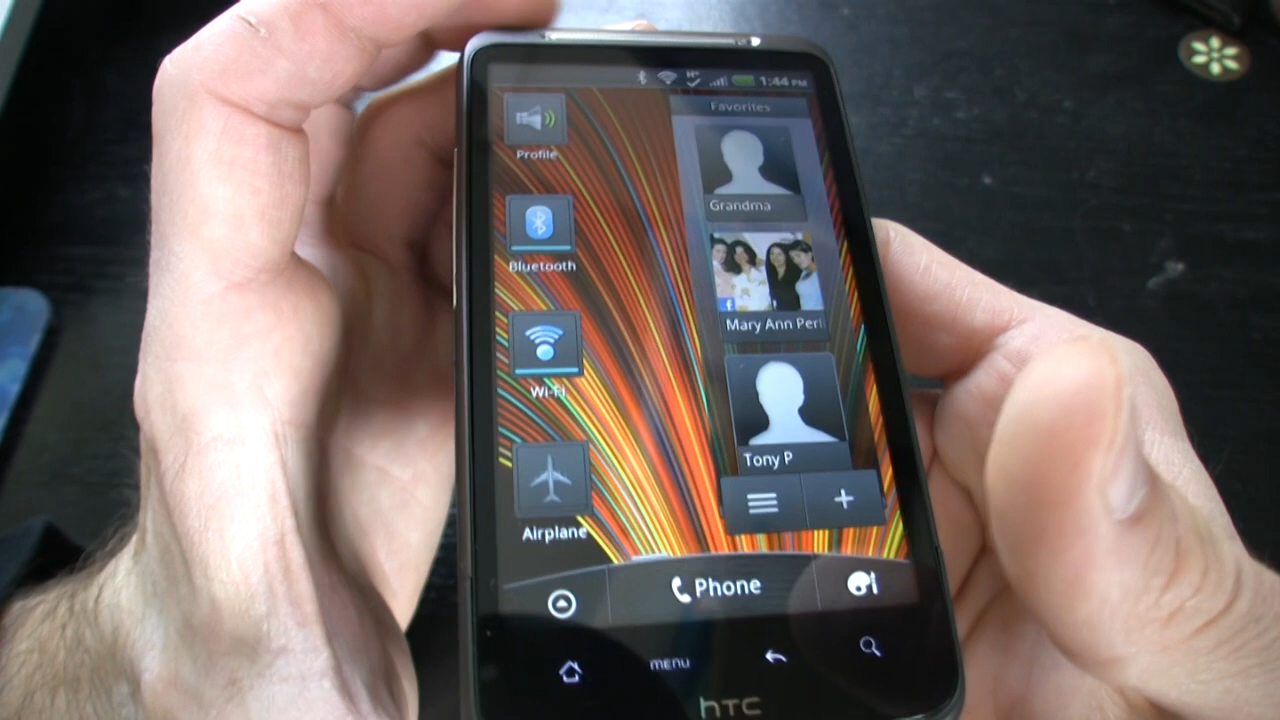 1:44 PM
Favorites
Profile
Grandma
Bluetooth
Mary Ann Peri
Wi-Fi
Tony P
Airplane
Phone
menu
hTC